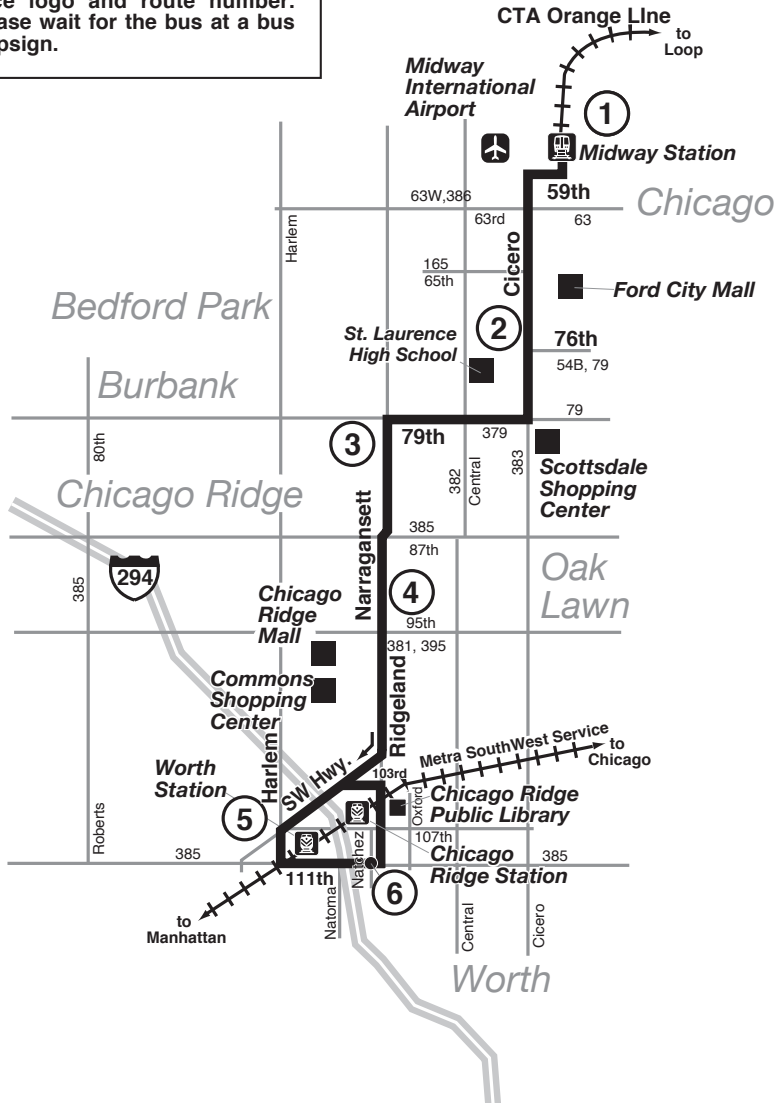 logo and route number.
wait for the bus at a bus
CTA Orange LIne
to
Loop
Midway
International
Airport
1
Midway Station
59th
63W,386
63rd
63
Chicago
Harlem
Cicero
165
65th
Ford City Mall
Bedford Park
2
St. Laurence
High School
76th
54B, 79
Burbank
79
3
79th
379
80th
382
Central
383
Scottsdale
Shopping
Center
Chicago Ridge
Narragansett
385
87th
294
385
Oak
Lawn
4
Chicago
Ridge
Mall
95th
381, 395
Commons
Shopping
Center
Ridgeland
Harlem
SW Hwy.
Metra SouthWest Service
to
Chicago
103rd
Worth
Station
Oxford
Chicago Ridge
Public Library
5
Roberts
107th
385
Natchez
Chicago
Ridge Station
385
111th
6
Natoma
to
Manhattan
Central
Cicero
Worth